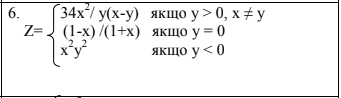 6. 34x²/ y(x-y) якщо y > 0, x ≠ y
Z= (1-x) /(1+x) якщо y = 0
x²y² якщо y < 0